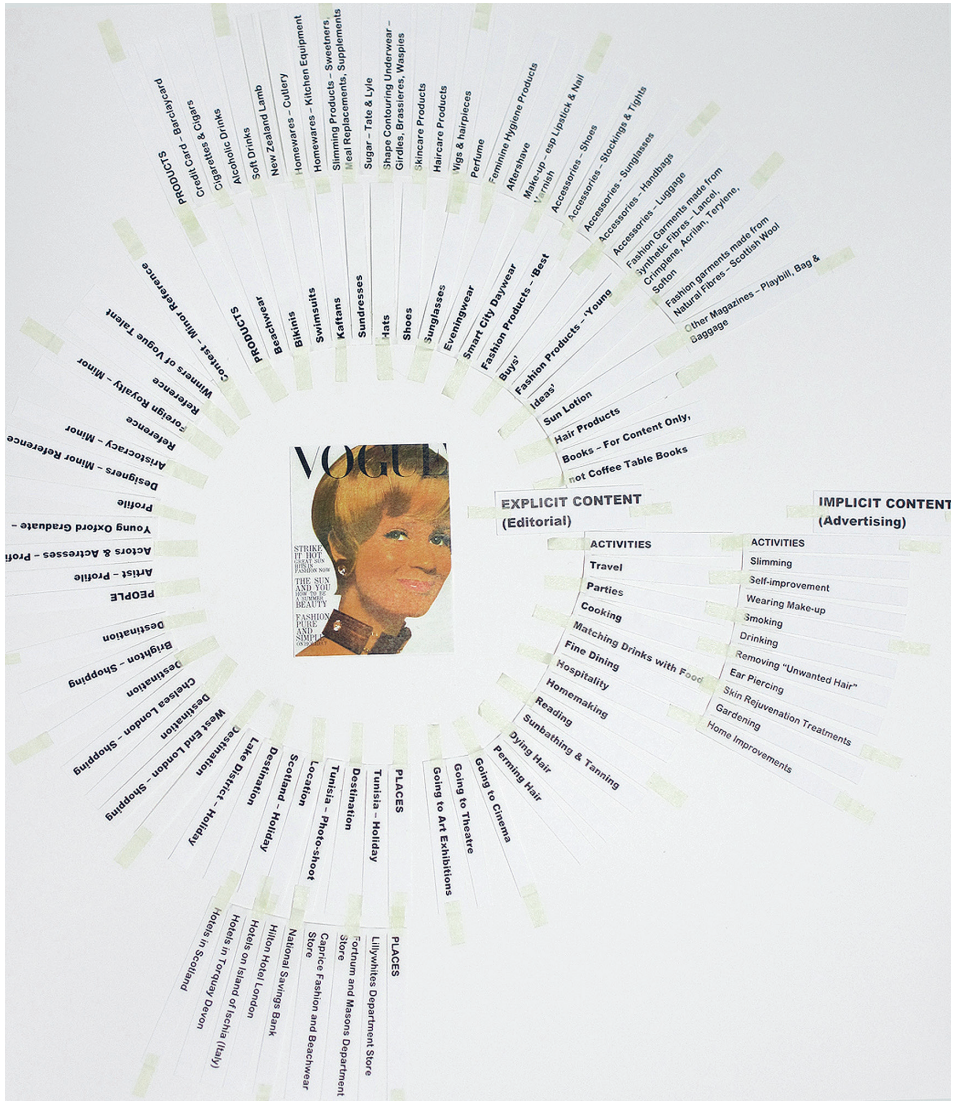 VOGUE
STRIKE
IT HOT
GREAT SUN
HITS IN
FASHION NOW
THE SUN
AND YOU
HOW TO BE
A SUMMER
BEAUTY
FASHION
PURE
AND
SIMPLE
EXPLICIT CONTENT
(Editorial)
IMPLICIT CONTENT
(Advertising)
ACTIVITIES
Travel
Parties
Cooking
Matching Drinks with Food
Fine Dining
Hospitality
Homemaking
Reading
Sunbathing & Tanning
Dying Hair
Perming Hair
Going to Cinema
Going to Theatre
Going to Art Exhibitions
PLACES
Tunisia – Holiday
Destination
Tunisia – Photo-shoot
Location
Scotland – Holiday
Destination
Lake District – Holiday
Destination
West End London – Shopping
Destination
Chelsea London – Shopping
Destination
Brighton – Shopping
Destination
PEOPLE
Artist – Profile
Actors & Actresses – Profi
Young Oxford Graduate –
Profile
Designers – Minor Reference
Aristocracy – Minor
Reference
Foreign Royalty – Minor
Reference
Winners of Vogue Talent
Contest – Minor Reference
PRODUCTS
Beachwear
Bikinis
Swimsuits
Kaftans
Sundresses
Hats
Shoes
Sunglasses
Eveningwear
Smart City Daywear
Fashion Products – 'Best
Buys'
Fashion Products – 'Young
Ideas'
Sun Lotion
Hair Products
Books – For Content Only,
not Coffee Table Books
ACTIVITIES
Slimming
Self-improvement
Wearing Make-up
Smoking
Drinking
Removing "Unwanted Hair"
Ear Piercing
Skin Rejuvenation Treatments
Gardening
Home Improvements
PLACES
Lillywhites Department Store
Fortnum and Masons Department
Store
Caprice Fashion and Beachwear
Store
National Savings Bank
Hilton Hotel London
Hotels on Island of Ischia (Italy)
Hotels in Torquay Devon
Hotels in Scotland
PRODUCTS
Credit Card – Barclaycard
Cigarettes & Cigars
Alcoholic Drinks
Soft Drinks
New Zealand Lamb
Homewares – Cutlery
Homewares – Kitchen Equipment
Slimming Products – Sweetners,
Meal Replacements, Supplements
Sugar – Tate & Lyle
Shape Contouring Underwear –
Girdles, Brassieres, Waspies
Skincare Products
Haircare Products
Wigs & hairpieces
Perfume
Feminine Hygiene Products
Aftershave
Make-up - esp Lipstick & Nail
Varnish
Accessories – Shoes
Accessories – Stockings & Tights
Accessories - Sunglasses
Accessories – Handbags
Accessories – Luggage
Fashion Garments made from
Synthetic Fibres – Lancel,
Crimplene, Acrilan, Terylene,
Softon
Fashion garments made from
Natural Fibres – Scottish Wool
Other Magazines – Playbill, Bag &
Baggage